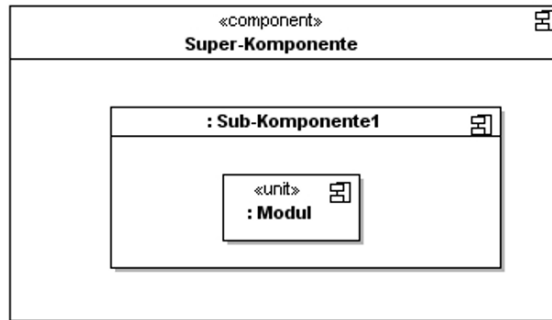 «component»
Super-Komponente
: Sub-Komponente1
«unit»
: Modul